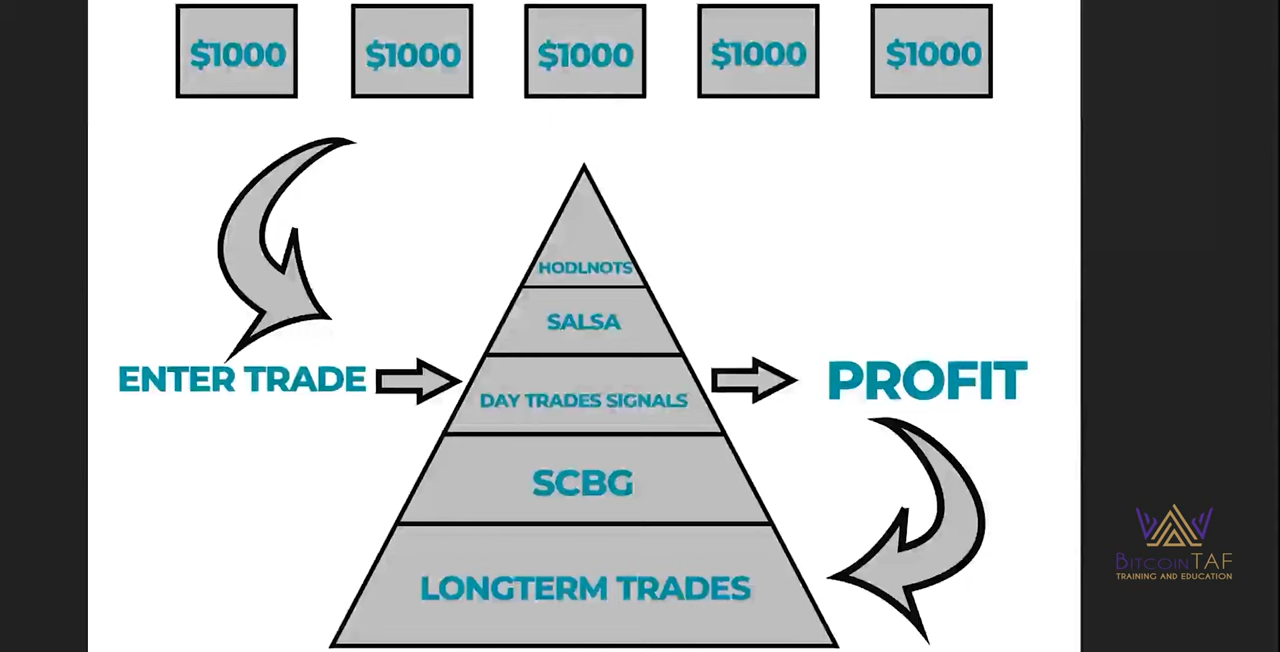 $1000 $1000 $1000 $1000 $1000
HODLNOTS
SALSA
ENTER TRADE
DAY TRADES SIGNALS
PROFIT
SCBG
LONGTERM TRADES
BITCOINTAF
TRAINING AND EDUCATION